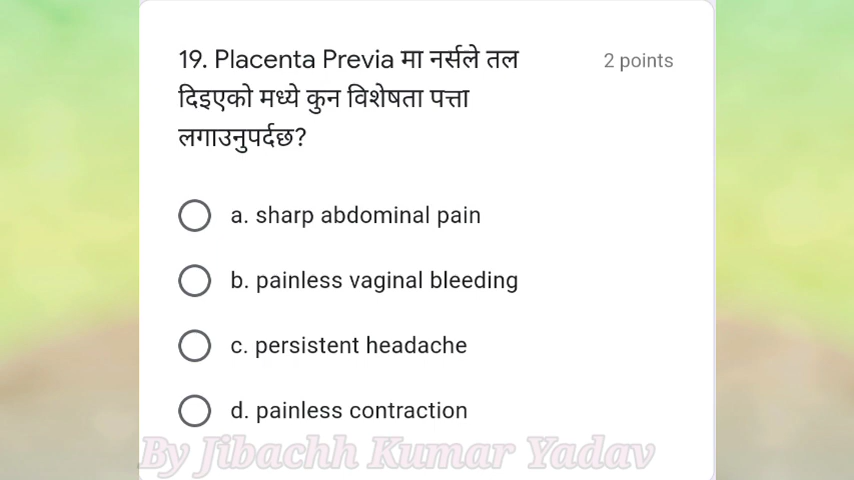 19. Placenta Previa मा नर्सले तल
2 points
दिइएको मध्ये कुन विशेषता पत्ता
लगाउनुपर्दछ?
a. sharp abdominal pain
b. painless vaginal bleeding
c. persistent headache
d. painless contraction
By Jibachh Kumar Yadav